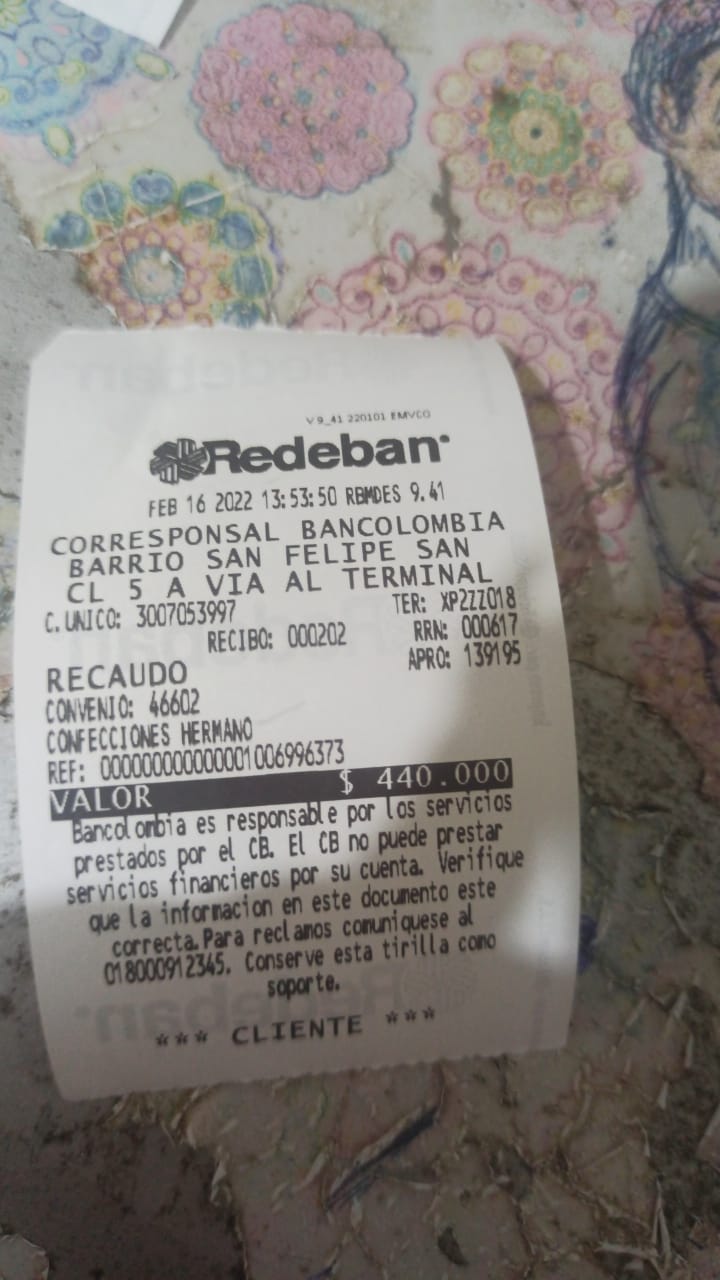 V 9_41 220101 EMVCO
Redeban
FEB 16 2022 13:53:50 RBMDES 9.41
CORRESPONSAL BANCOLOMBIA
BARRIO SAN FELIPE SAN
CL 5 A VIA AL TERMINAL
C. UNICO: 3007053997 TER: XP2ZZ018
RECIBO: 000202 RRN: 000617
RECAUDO APRO: 139195
CONVENIO: 46602
CONFECCIONES HERMANO
REF: 000000000000001006996373
VALOR $ 440.000
Bancolombia es responsable por los servicios
prestados por el CB. El CB no puede prestar
servicios financieros por su cuenta. Verifique
que la informacion en este documento este
correcta. Para reclamos comuniquese al
018000912345. Conserve esta tirilla como
soporte.
*** CLIENTE ***